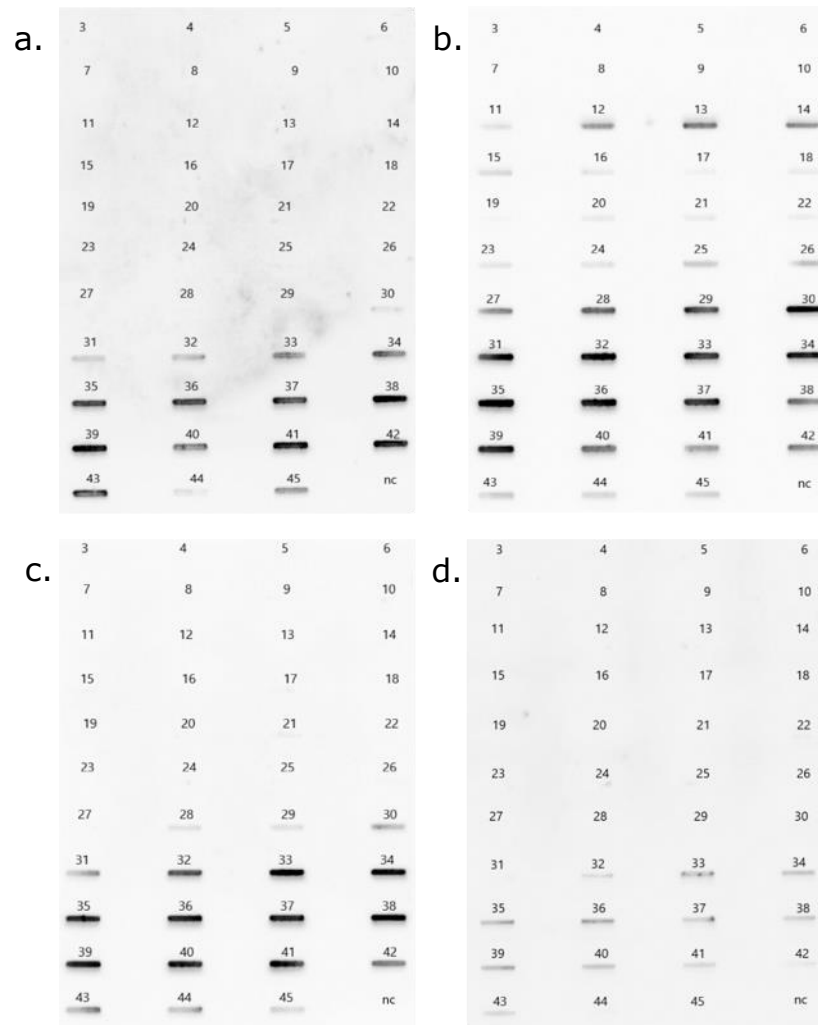 a.
3 4 5 6
7 8 9 10
11 12 13 14
15 16 17 18
19 20 21 22
23 24 25 26
27 28 29 30
31 32 33 34
35 36 37 38
39 40 41 42
43 44 45 nc
b.
3 4 5 6
7 8 9 10
11 12 13 14
15 16 17 18
19 20 21 22
23 24 25 26
27 28 29 30
31 32 33 34
35 36 37 38
39 40 41 42
43 44 45 nc
c.
3 4 5 6
7 8 9 10
11 12 13 14
15 16 17 18
19 20 21 22
23 24 25 26
27 28 29 30
31 32 33 34
35 36 37 38
39 40 41 42
43 44 45 nc
d.
3 4 5 6
7 8 9 10
11 12 13 14
15 16 17 18
19 20 21 22
23 24 25 26
27 28 29 30
31 32 33 34
35 36 37 38
39 40 41 42
43 44 45 nc